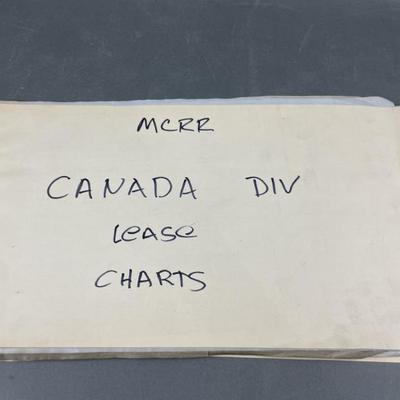 MCRR
CANADA DIV
Lease
CHARTS